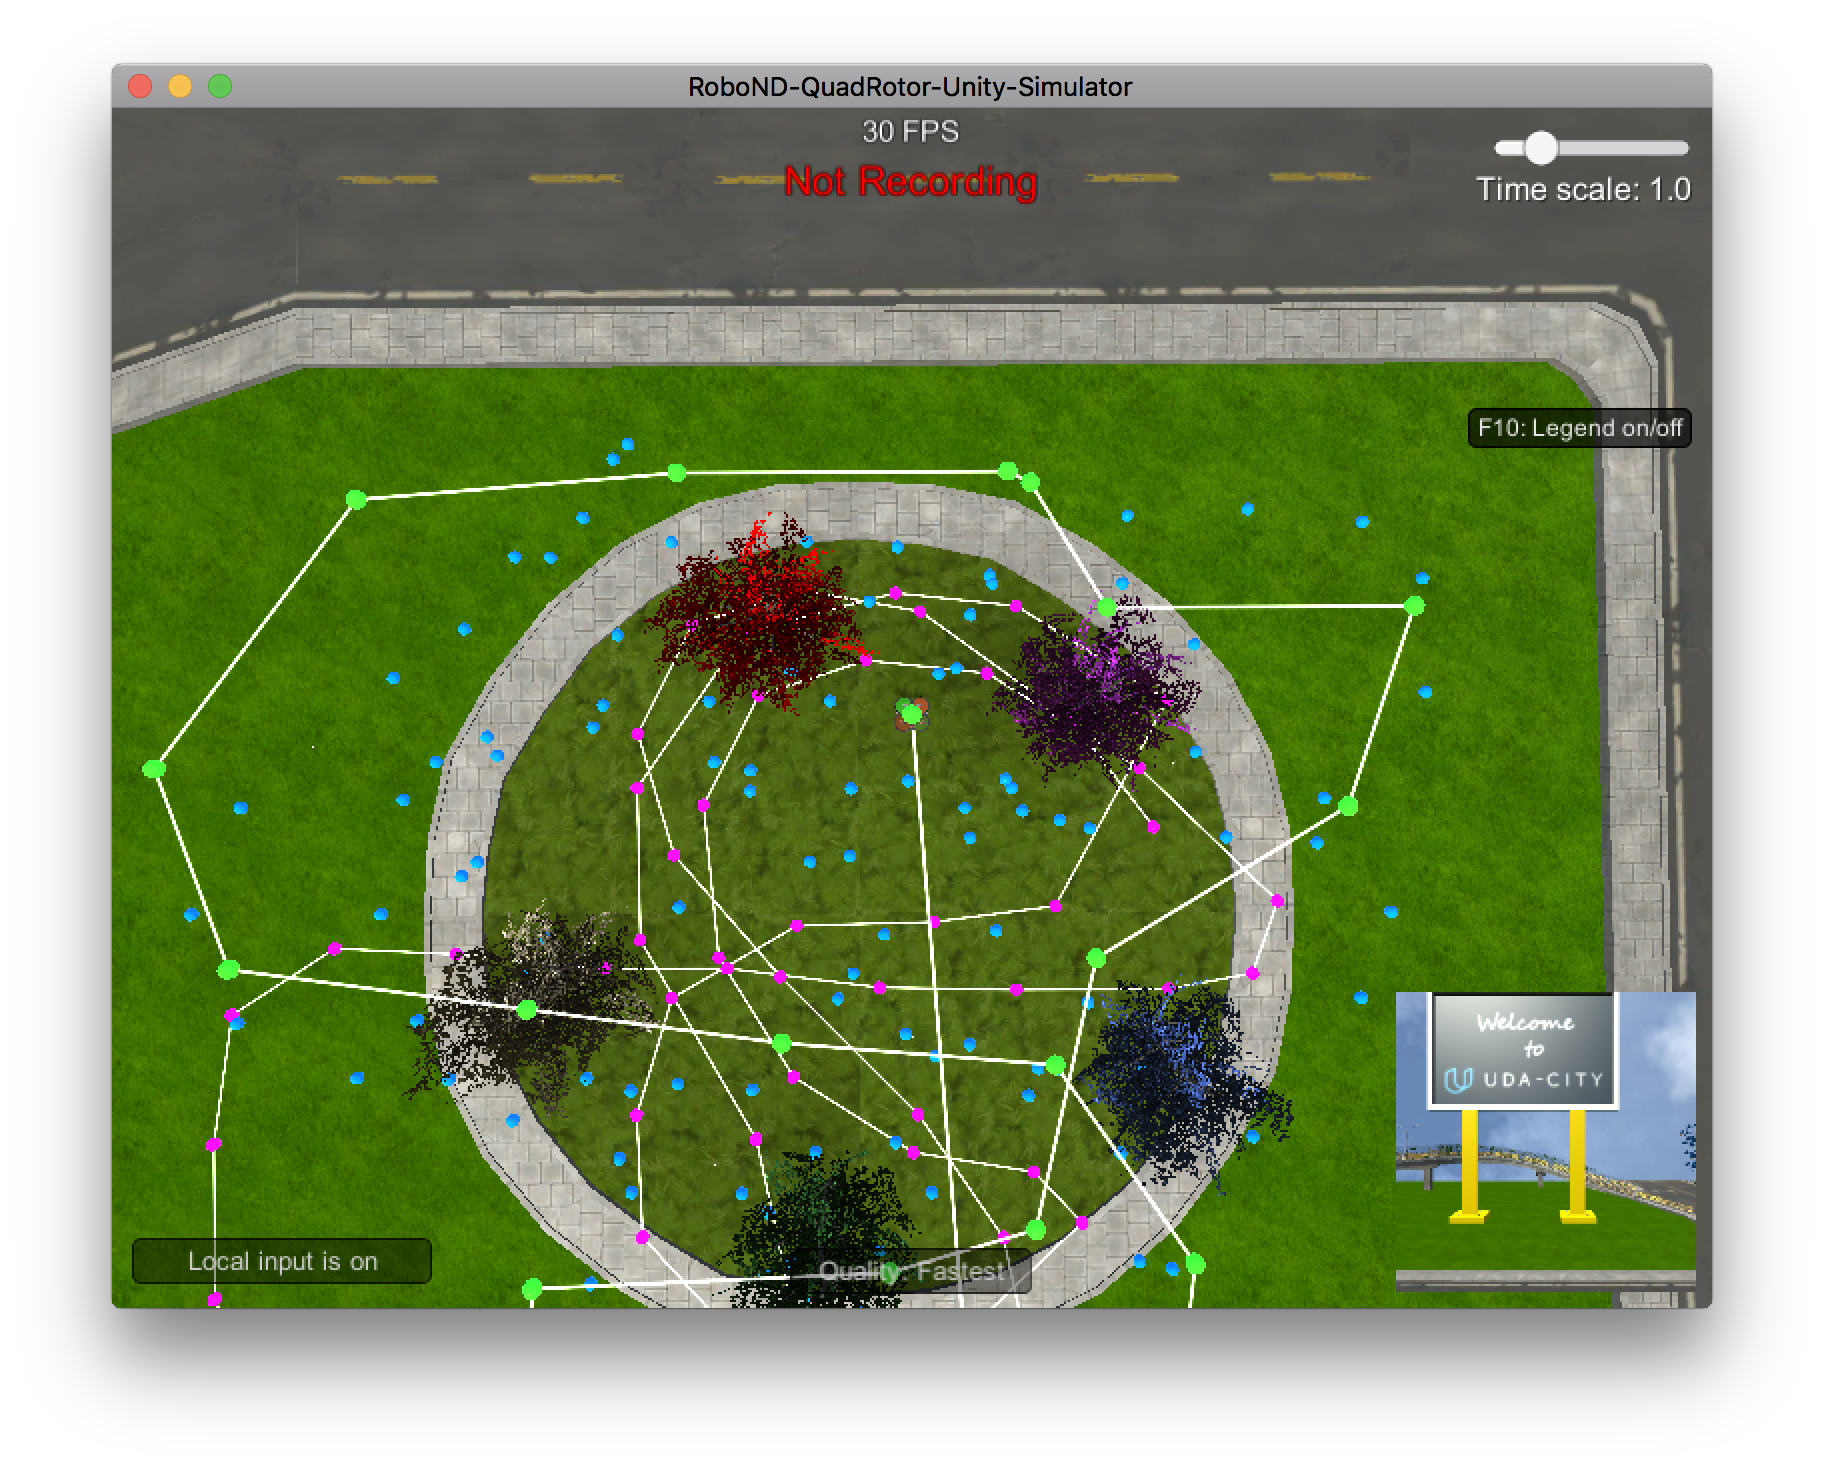 RoboND-QuadRotor-Unity-Simulator
30 FPS
Not Recording
Time scale: 1.0
F10: Legend on/off
Welcome
to
UDA-CITY
Local input is on
Quality: Fastest